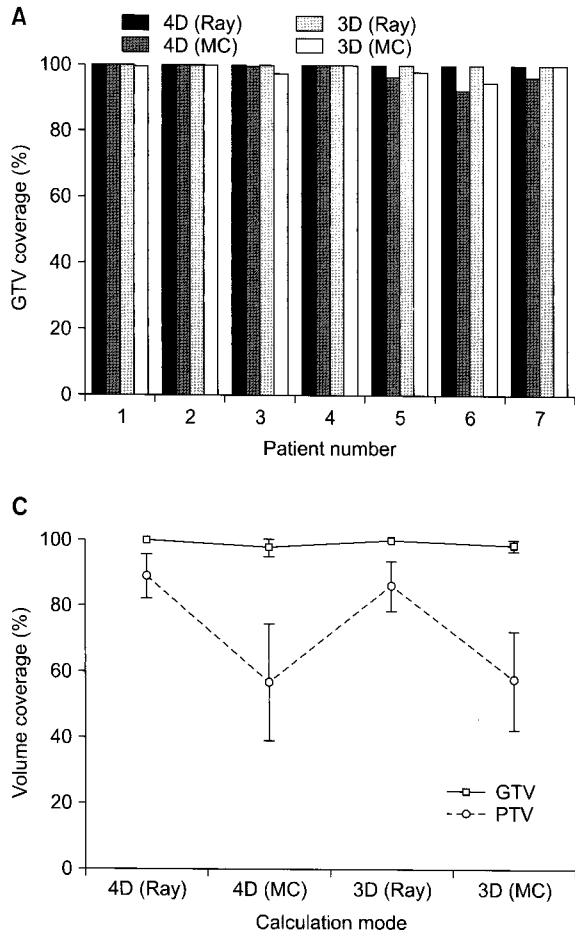 A
4D (Ray) 3D (Ray)
4D (MC) 3D (MC)
100
80
60
40
20
0
GTV coverage (%)
1 2 3 4 5 6 7
Patient number
C
100
80
60
40
20
0
Volume coverage (%)
GTV
PTV
4D (Ray) 4D (MC) 3D (Ray) 3D (MC)
Calculation mode